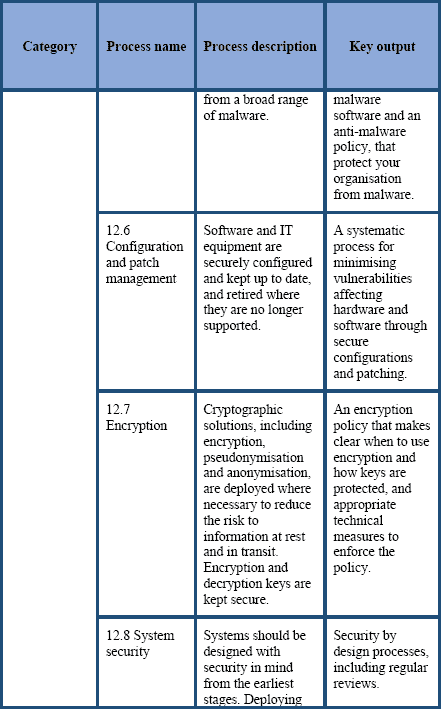 Category
Process name
Process description
Key output
from a broad range
of malware.
malware
software and an
anti-malware
policy, that
protect your
organisation
from malware.
12.6
Configuration
and patch
management
Software and IT
equipment are
securely configured
and kept up to date,
and retired where
they are no longer
supported.
A systematic
process for
minimising
vulnerabilities
affecting
hardware and
software through
secure
configurations
and patching.
12.7
Encryption
Cryptographic
solutions, including
encryption,
pseudonymisation
and anonymisation,
are deployed where
necessary to reduce
the risk to
information at rest
and in transit.
Encryption and
decryption keys are
kept secure.
An encryption
policy that makes
clear when to use
encryption and
how keys are
protected, and
appropriate
technical
measures to
enforce the
policy.
12.8 System
security
Systems should be
designed with
security in mind
from the earliest
stages. Deploying
Security by
design processes,
including regular
reviews.